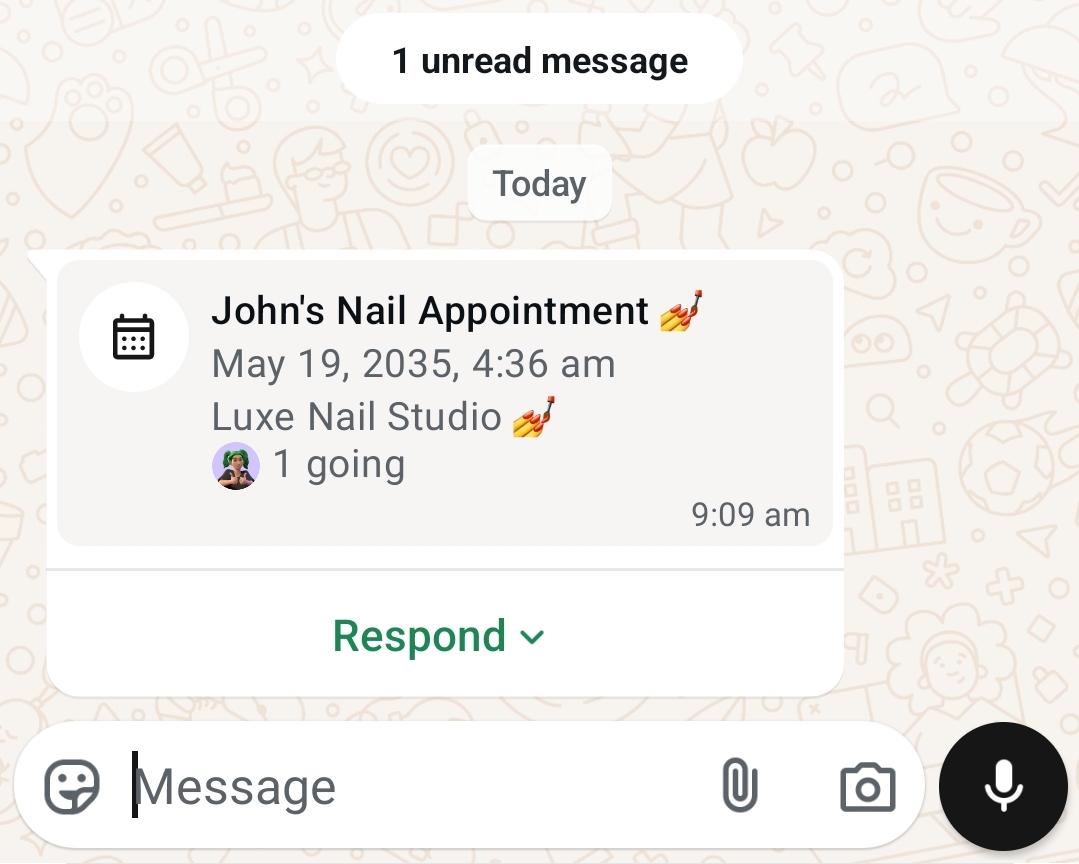 1 unread message
Today
John's Nail Appointment 💅
May 19, 2035, 4:36 am
Luxe Nail Studio 💅
1 going
9:09 am
Respond
Message